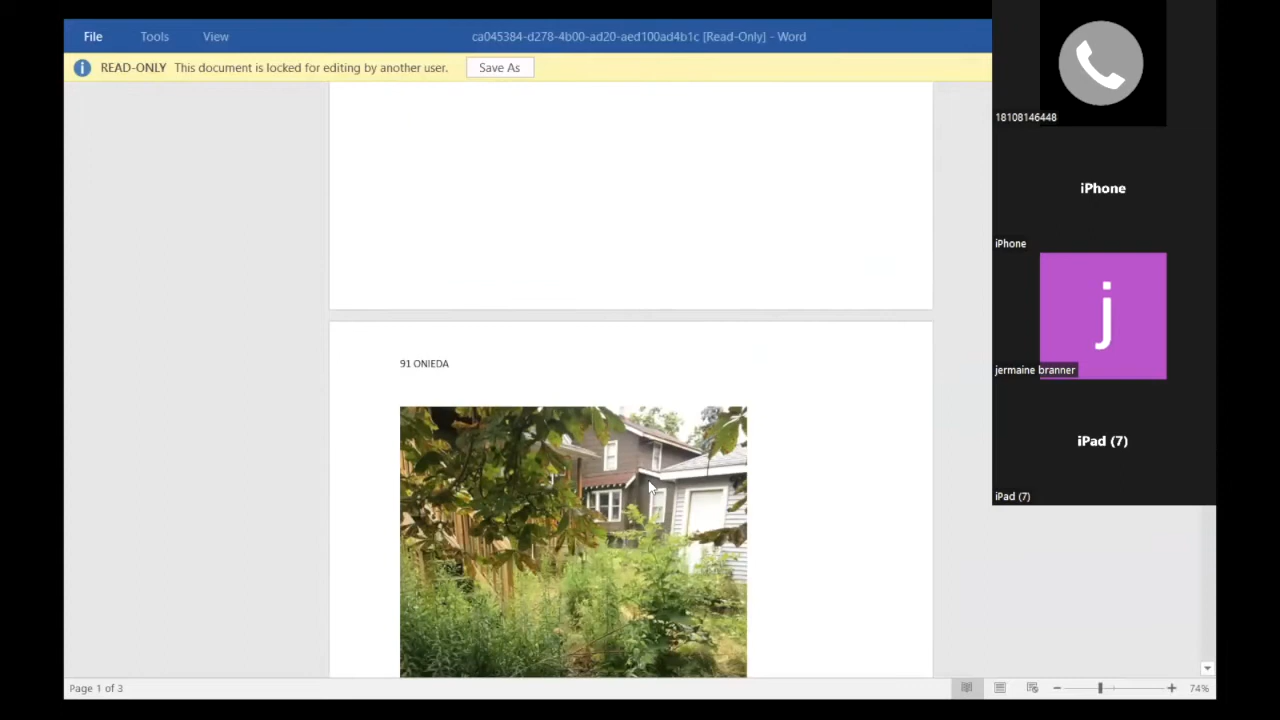 File Tools View ca045384-d278-4b00-ad20-aed100ad4b1c [Read-Only] - Word
READ-ONLY This document is locked for editing by another user. Save As
18108146448
iPhone
iPhone
j
jermaine branner
iPad (7)
iPad (7)
91 ONIEDA
Page 1 of 3
74%